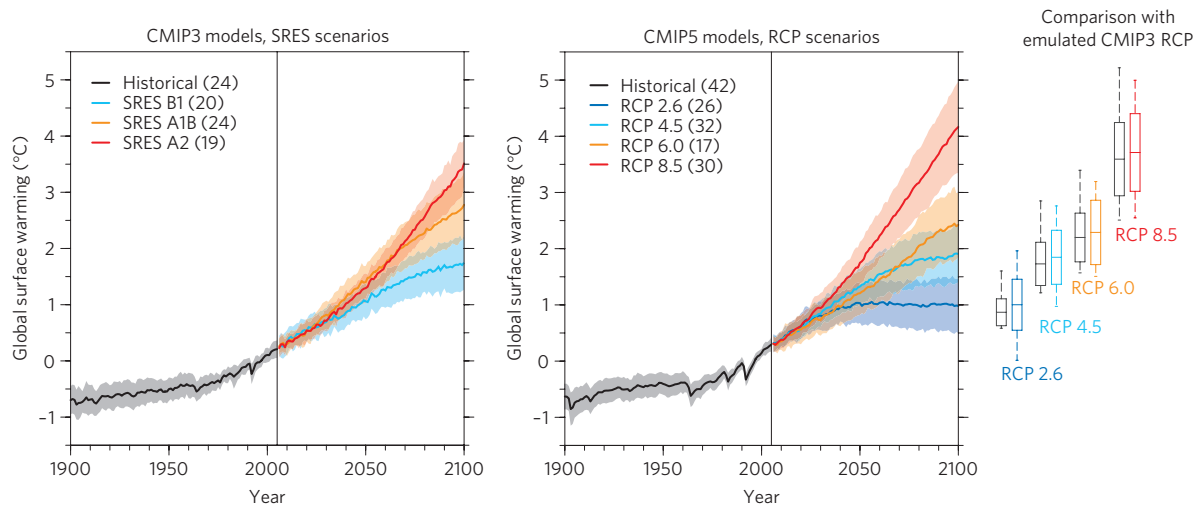 CMIP3 models, SRES scenarios
Global surface warming (°C)
5
4
3
2
1
0
–1
Historical (24)
SRES B1 (20)
SRES A1B (24)
SRES A2 (19)
1900 1950 2000 2050 2100
Year
CMIP5 models, RCP scenarios
Global surface warming (°C)
5
4
3
2
1
0
–1
Historical (42)
RCP 2.6 (26)
RCP 4.5 (32)
RCP 6.0 (17)
RCP 8.5 (30)
1900 1950 2000 2050 2100
Year
Comparison with
emulated CMIP3 RCP
RCP 8.5
RCP 6.0
RCP 4.5
RCP 2.6